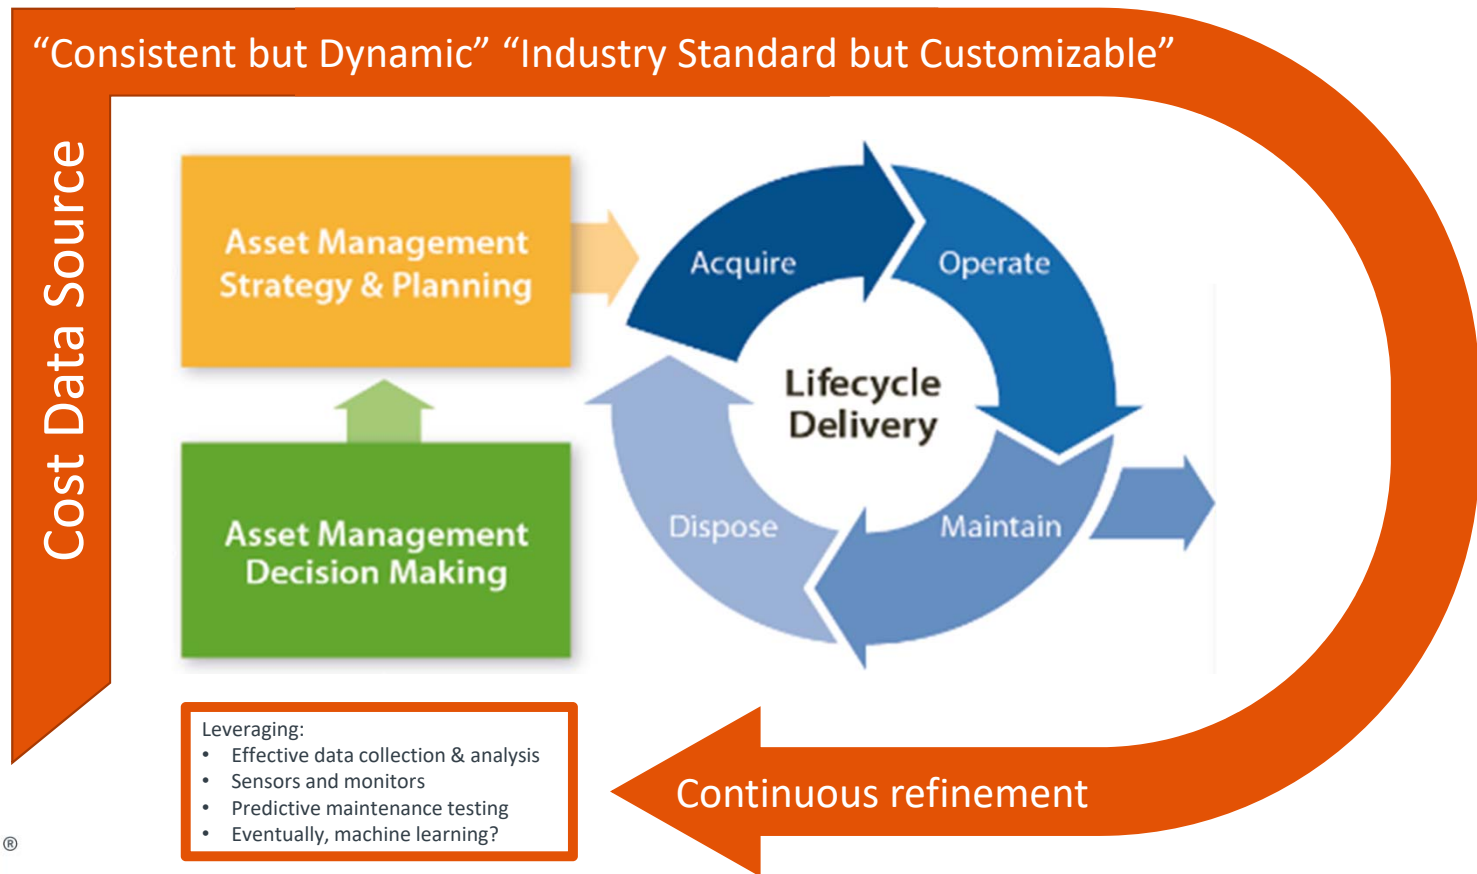 “Consistent but Dynamic” “Industry Standard but Customizable”
Cost Data Source
Asset Management
Strategy & Planning
Asset Management
Decision Making
Acquire
Operate
Lifecycle
Delivery
Dispose
Maintain
Leveraging:
• Effective data collection & analysis
• Sensors and monitors
• Predictive maintenance testing
• Eventually, machine learning?
Continuous refinement
®